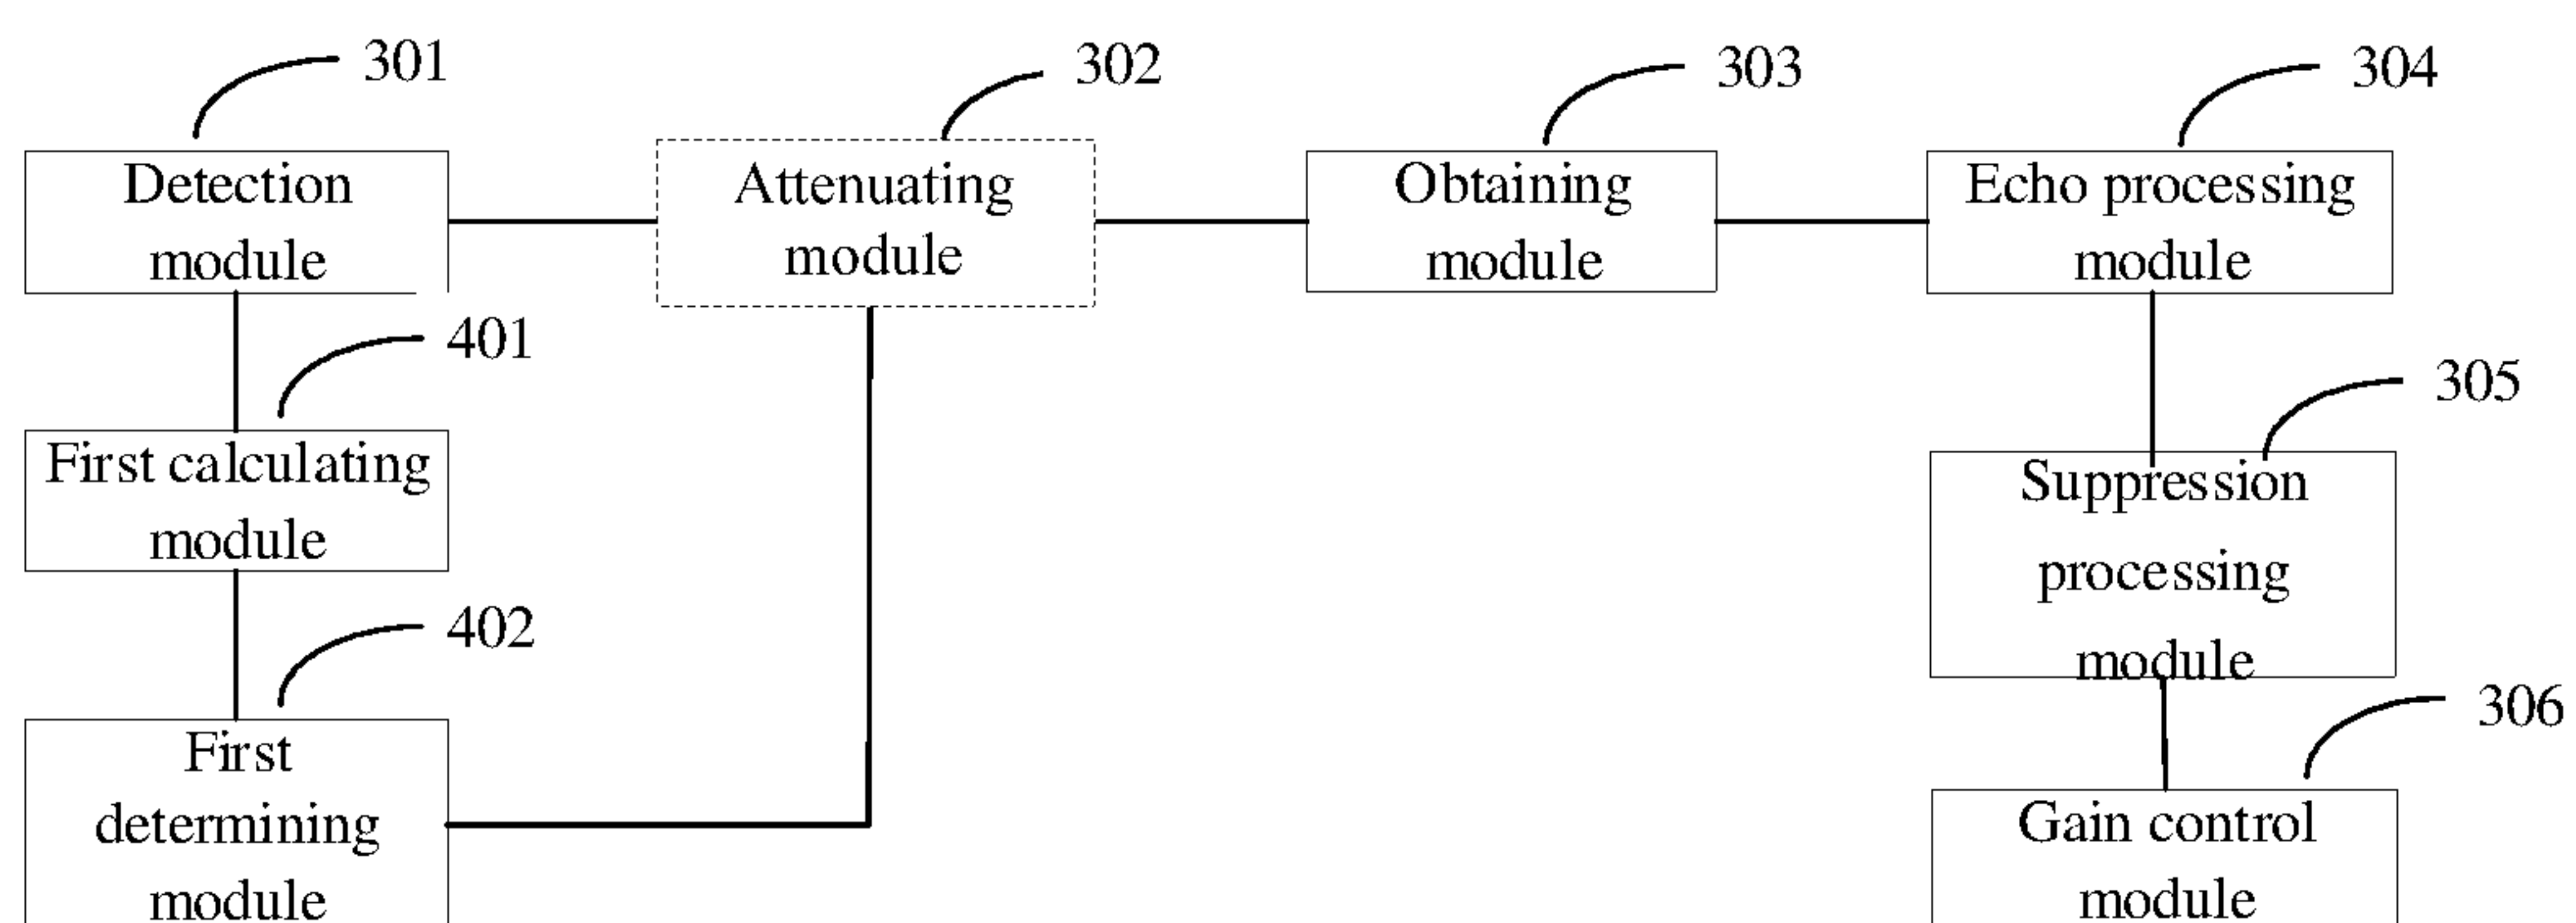 301
302
303
304
Detection
module
Attenuating
module
Obtaining
module
Echo processing
module
401
First calculating
module
305
Suppression
processing
module
402
First
determining
module
306
Gain control
module